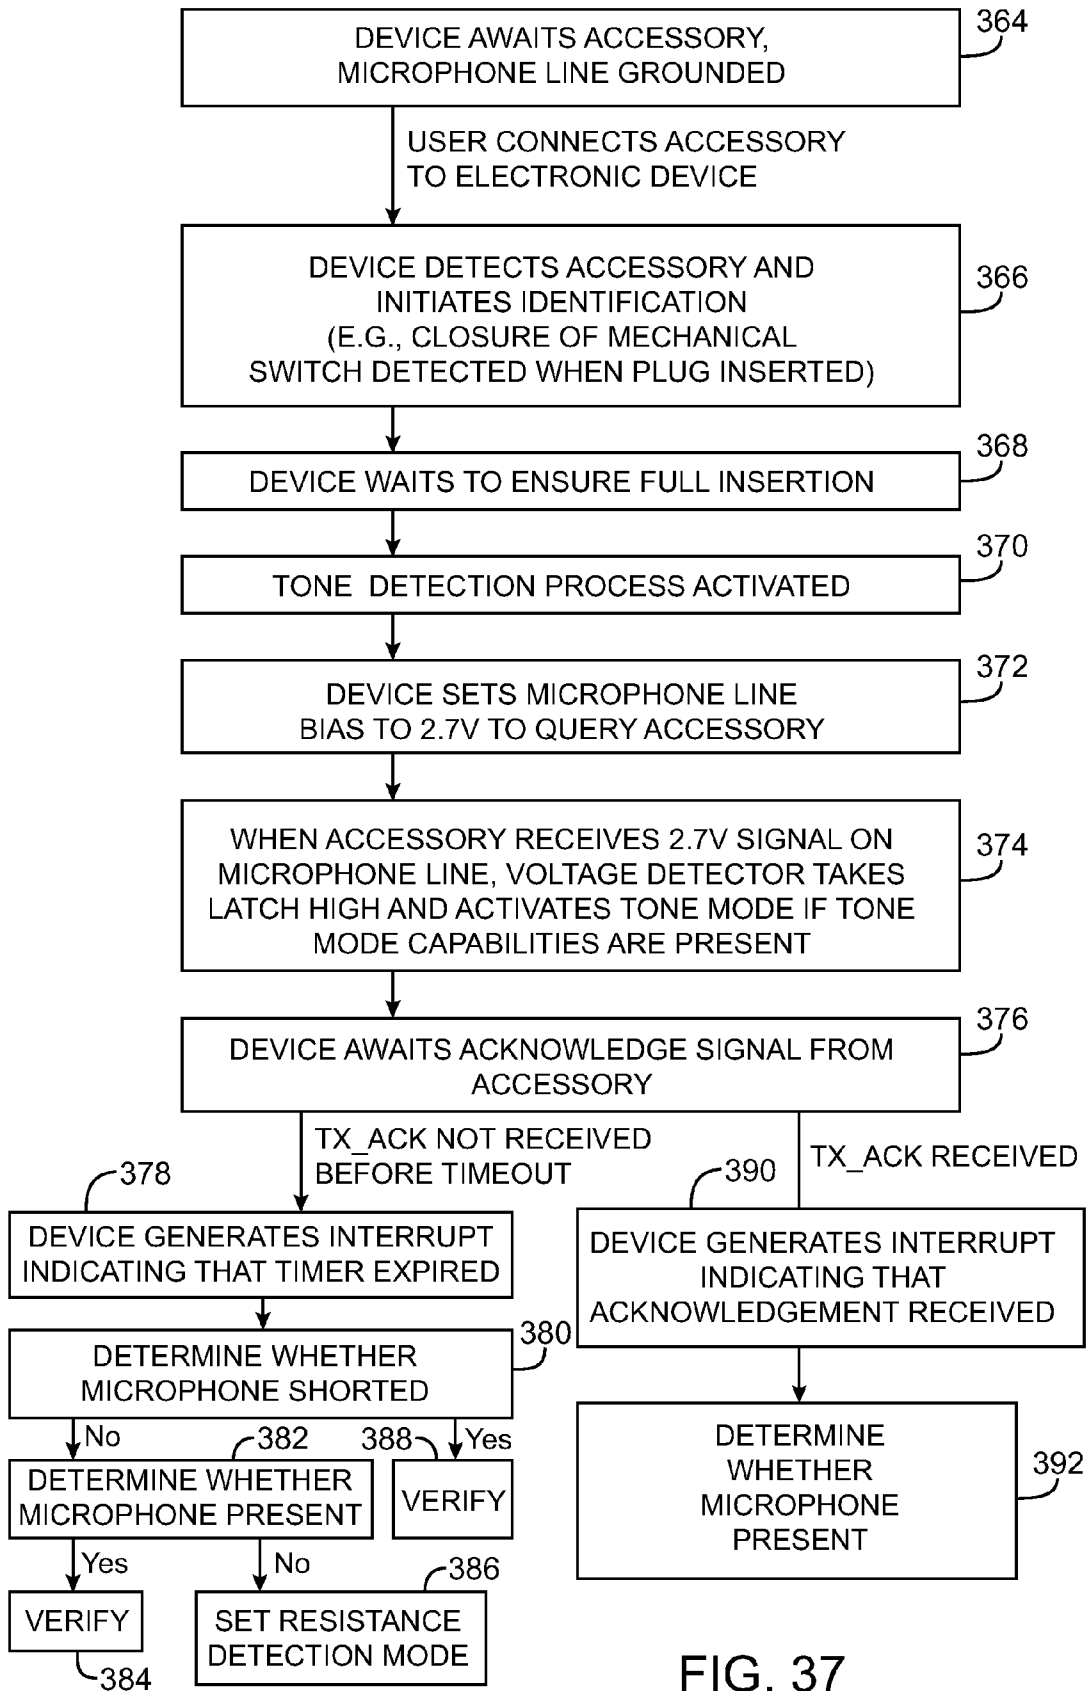 364
DEVICE AWAITS ACCESSORY,
MICROPHONE LINE GROUNDED
USER CONNECTS ACCESSORY
TO ELECTRONIC DEVICE
366
DEVICE DETECTS ACCESSORY AND
INITIATES IDENTIFICATION
(E.G., CLOSURE OF MECHANICAL
SWITCH DETECTED WHEN PLUG INSERTED)
368
DEVICE WAITS TO ENSURE FULL INSERTION
370
TONE DETECTION PROCESS ACTIVATED
372
DEVICE SETS MICROPHONE LINE
BIAS TO 2.7V TO QUERY ACCESSORY
374
WHEN ACCESSORY RECEIVES 2.7V SIGNAL ON
MICROPHONE LINE, VOLTAGE DETECTOR TAKES
LATCH HIGH AND ACTIVATES TONE MODE IF TONE
MODE CAPABILITIES ARE PRESENT
376
DEVICE AWAITS ACKNOWLEDGE SIGNAL FROM
ACCESSORY
TX_ACK NOT RECEIVED
BEFORE TIMEOUT
378
DEVICE GENERATES INTERRUPT
INDICATING THAT TIMER EXPIRED
380
DETERMINE WHETHER
MICROPHONE SHORTED
No
382
DETERMINE WHETHER
MICROPHONE PRESENT
388
Yes
VERIFY
Yes
VERIFY
384
No
386
SET RESISTANCE
DETECTION MODE
TX_ACK RECEIVED
390
DEVICE GENERATES INTERRUPT
INDICATING THAT
ACKNOWLEDGEMENT RECEIVED
392
DETERMINE
WHETHER
MICROPHONE
PRESENT
FIG. 37